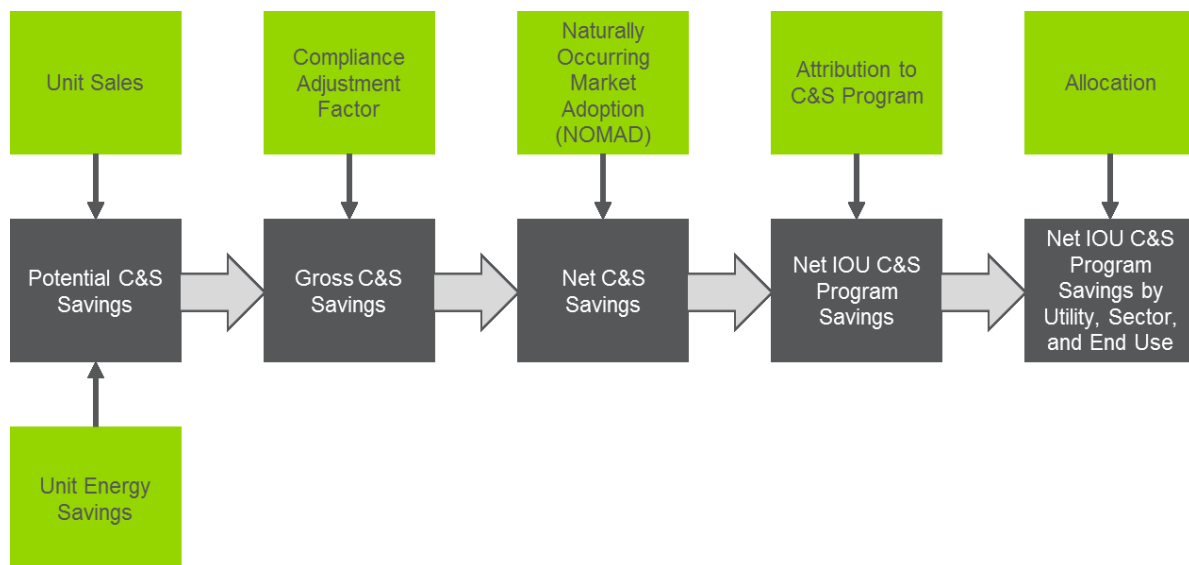 Unit Sales
Compliance
Adjustment
Factor
Naturally
Occurring
Market
Adoption
(NOMAD)
Attribution to
C&S Program
Allocation
Potential C&S
Savings
Gross C&S
Savings
Net C&S
Savings
Net IOU C&S
Program
Savings
Net IOU C&S
Program
Savings by
Utility, Sector,
and End Use
Unit Energy
Savings